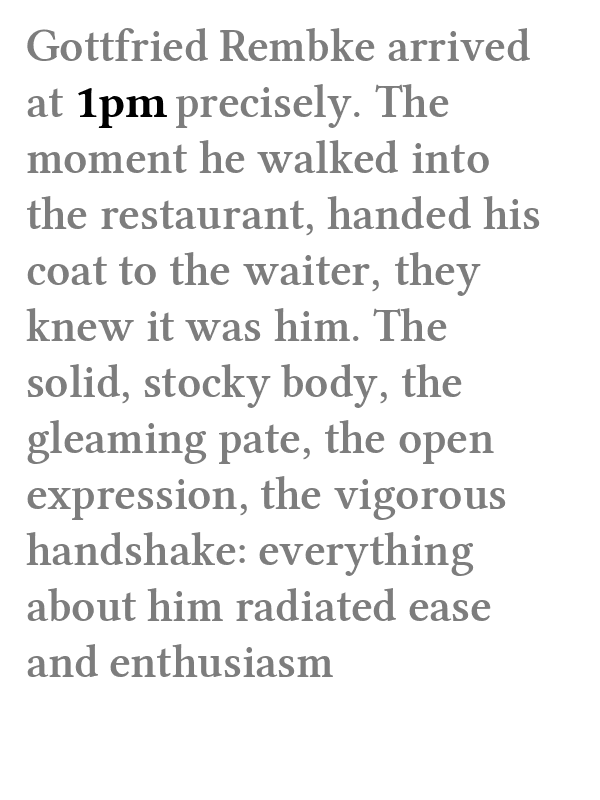 Gottfried Rembke arrived
at 1pm precisely. The
moment he walked into
the restaurant, handed his
coat to the waiter, they
knew it was him. The
solid, stocky body, the
gleaming pate, the open
expression, the vigorous
handshake: everything
about him radiated ease
and enthusiasm